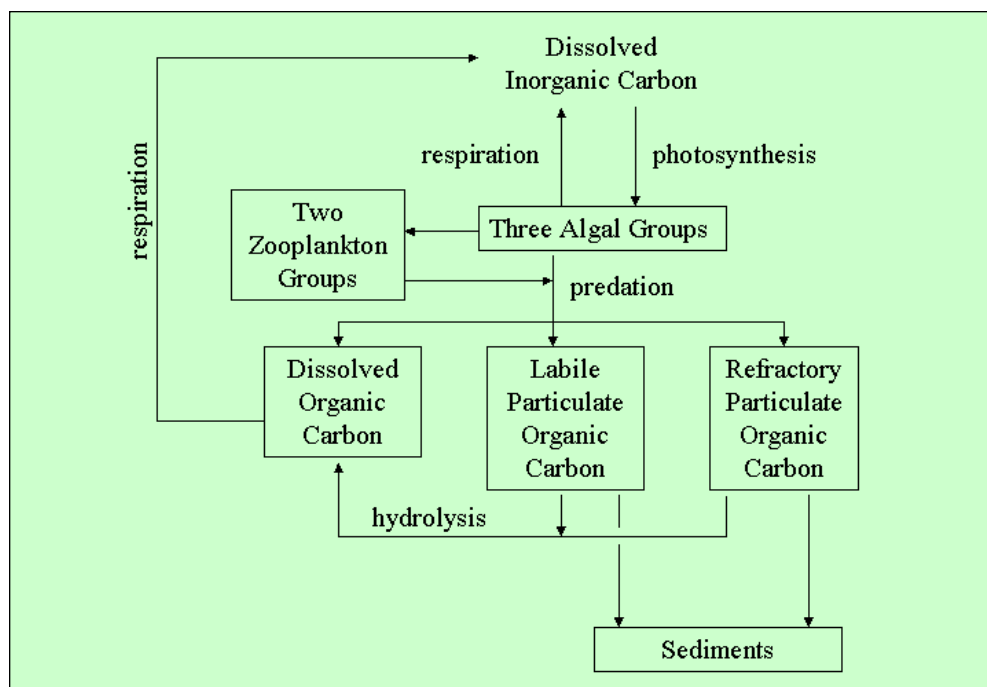 Dissolved
Inorganic Carbon
respiration
photosynthesis
respiration
Two
Zooplankton
Groups
Three Algal Groups
predation
Dissolved
Organic
Carbon
Labile
Particulate
Organic
Carbon
Refractory
Particulate
Organic
Carbon
hydrolysis
Sediments